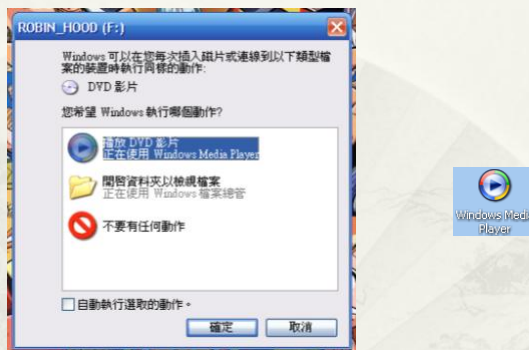 ROBIN_HOOD (F:)
Windows 可以在您每次插入磁片或連線到以下類型檔
案的裝置時執行同樣的動作:
DVD 影片
您希望 Windows 執行哪個動作?
播放 DVD 影片
正在使用 Windows Media Player
開啟資料夾以檢視檔案
正在使用 Windows 檔案總管
不要有任何動作
自動執行選取的動作。
確定
取消
Windows Medi
Player